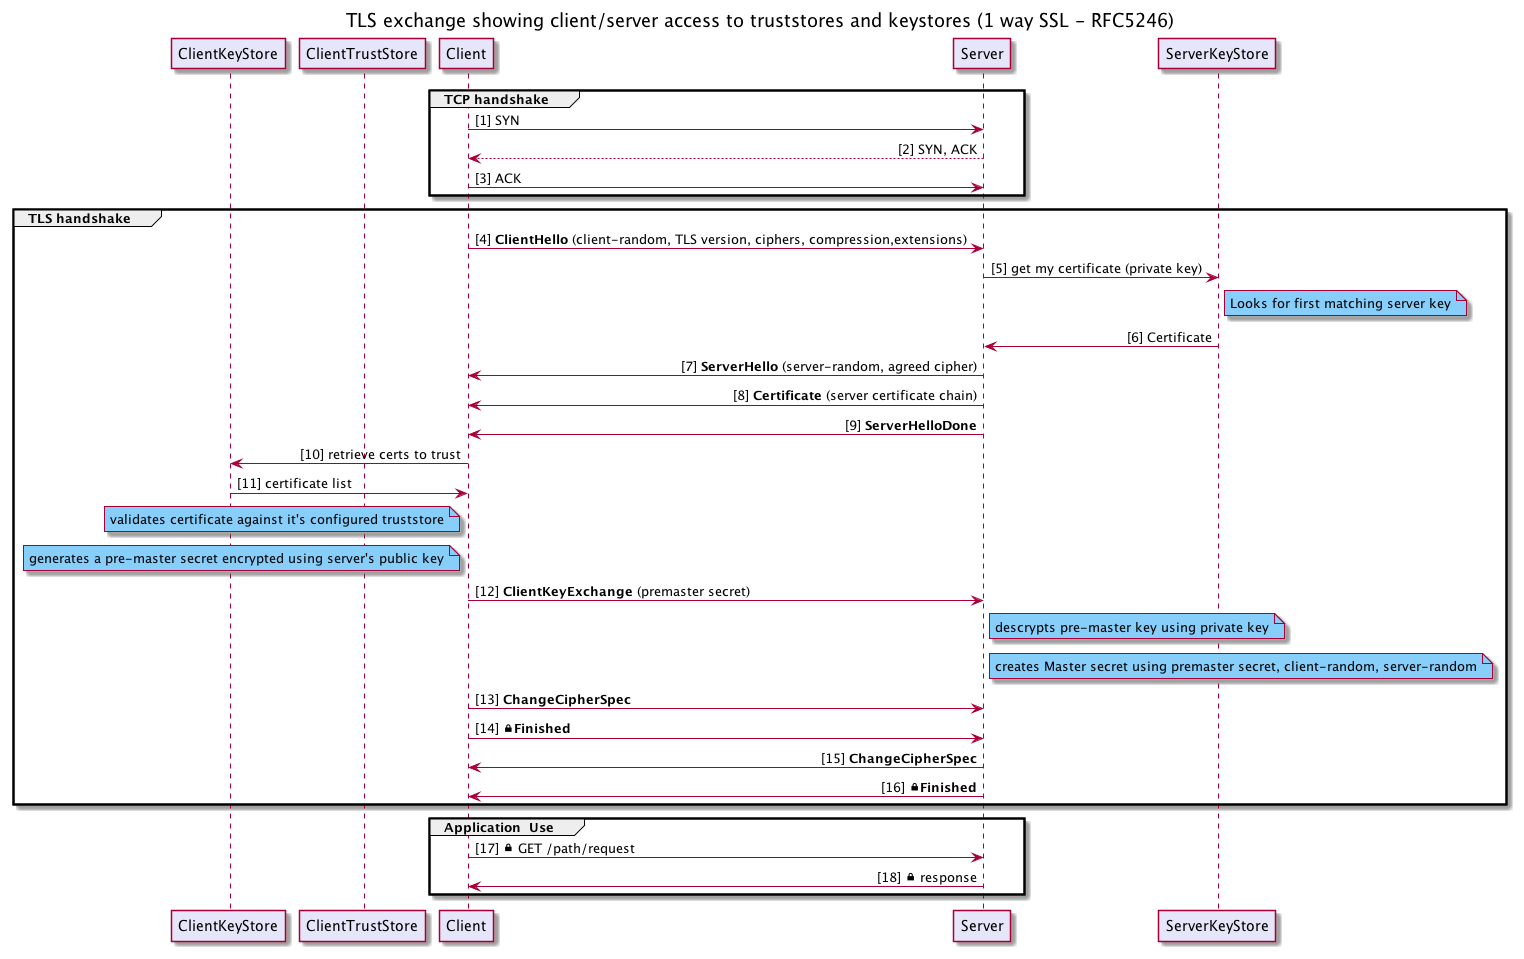 TLS exchange showing client/server access to truststores and keystores (1 way SSL - RFC5246)
ClientKeyStore
ClientTrustStore
Client
Server
ServerKeyStore
TCP handshake
[1] SYN
[2] SYN, ACK
[3] ACK
TLS handshake
[4] ClientHello (client-random, TLS version, ciphers, compression,extensions)
[5] get my certificate (private key)
Looks for first matching server key
[6] Certificate
[7] ServerHello (server-random, agreed cipher)
[8] Certificate (server certificate chain)
[9] ServerHelloDone
[10] retrieve certs to trust
[11] certificate list
validates certificate against it's configured truststore
generates a pre-master secret encrypted using server's public key
[12] ClientKeyExchange (premaster secret)
descrypts pre-master key using private key
creates Master secret using premaster secret, client-random, server-random
[13] ChangeCipherSpec
[14] 🔒Finished
[15] ChangeCipherSpec
[16] 🔒Finished
Application Use
[17] 🔒 GET /path/request
[18] 🔒 response
ClientKeyStore
ClientTrustStore
Client
Server
ServerKeyStore